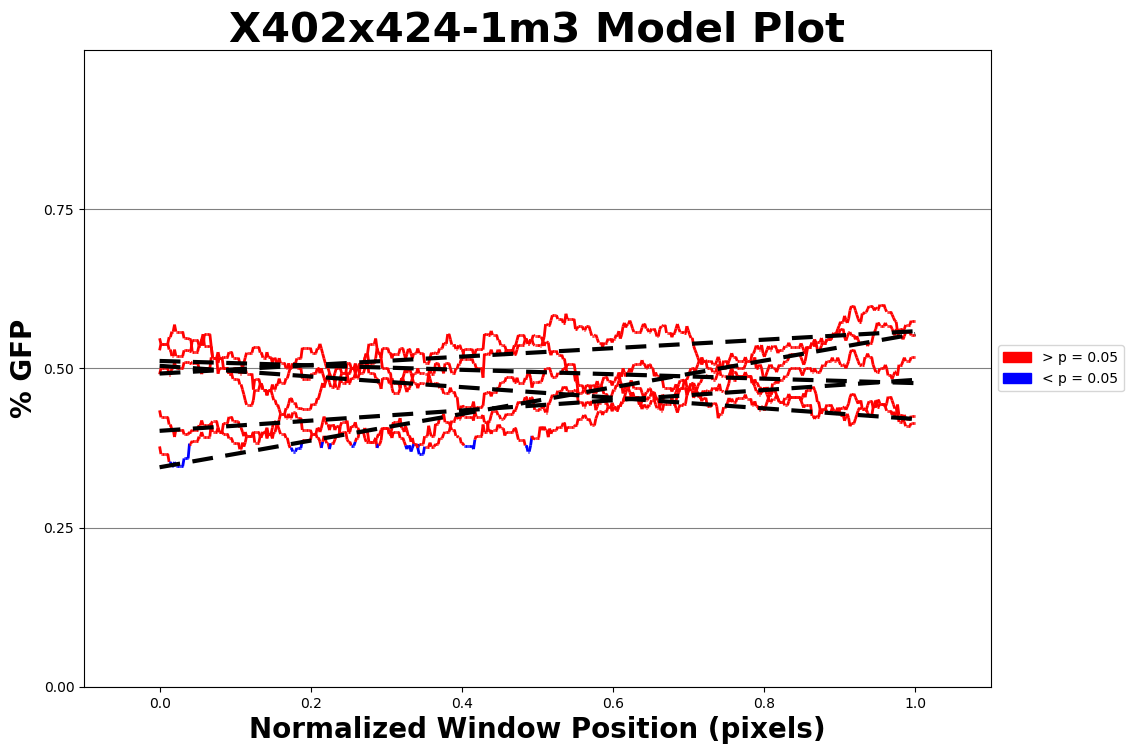 X402x424-1m3 Model Plot
% GFP
0.75
0.50
0.25
0.00
0.0 0.2 0.4 0.6 0.8 1.0
Normalized Window Position (pixels)
> p = 0.05
< p = 0.05